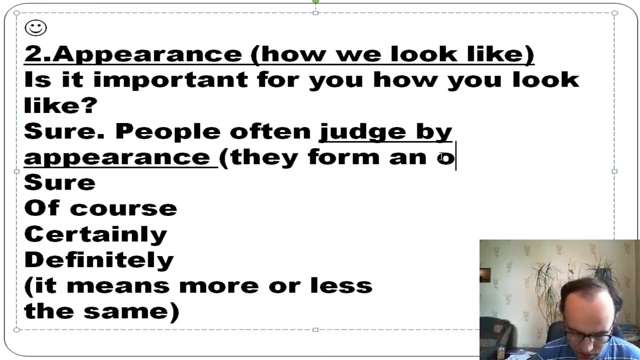 2.Appearance (how we look like)
Is it important for you how you look
like?
Sure. People often judge by
appearance (they form an o
Sure
Of course
Certainly
Definitely
(it means more or less
the same)